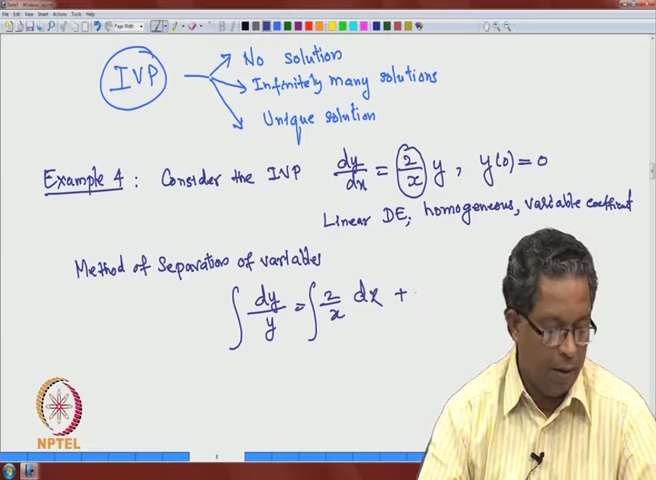 IVP
No solution
Infinitely many solutions
Unique solution
Example 4 : Consider the IVP dy/dx = 2/x y , y(0) = 0
Linear DE, homogeneous, variable coefficient
Method of Separation of variables
∫ dy/y = ∫ 2/x dx +
NPTEL